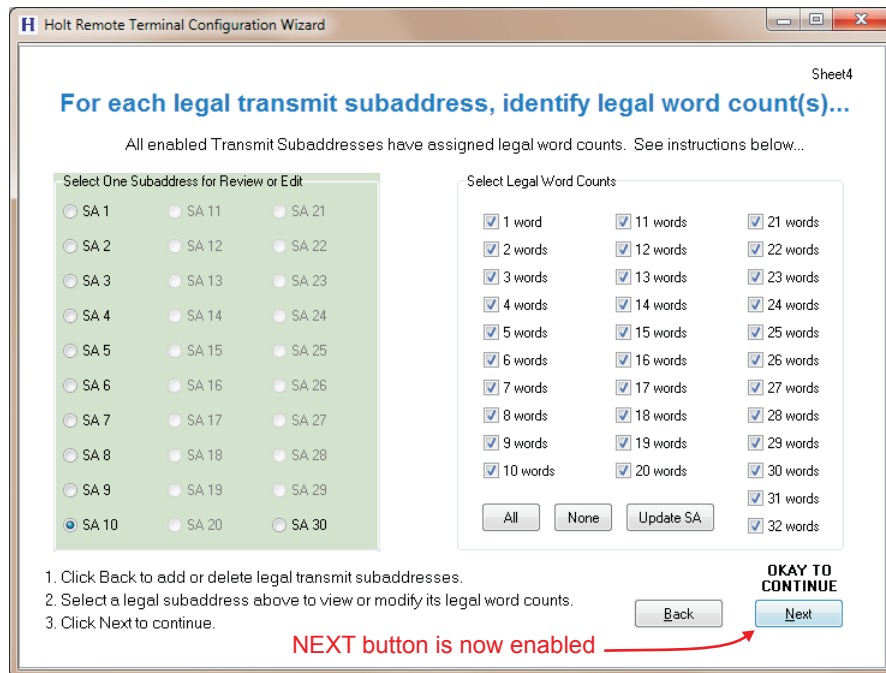 H Holt Remote Terminal Configuration Wizard
Sheet4
For each legal transmit subaddress, identify legal word count(s)...
All enabled Transmit Subaddresses have assigned legal word counts. See instructions below...
Select One Subaddress for Review or Edit
SA 1 SA 11 SA 21
SA 2 SA 12 SA 22
SA 3 SA 13 SA 23
SA 4 SA 14 SA 24
SA 5 SA 15 SA 25
SA 6 SA 16 SA 26
SA 7 SA 17 SA 27
SA 8 SA 18 SA 28
SA 9 SA 19 SA 29
SA 10 SA 20 SA 30
Select Legal Word Counts
1 word 11 words 21 words
2 words 12 words 22 words
3 words 13 words 23 words
4 words 14 words 24 words
5 words 15 words 25 words
6 words 16 words 26 words
7 words 17 words 27 words
8 words 18 words 28 words
9 words 19 words 29 words
10 words 20 words 30 words
31 words
All None Update SA 32 words
1. Click Back to add or delete legal transmit subaddresses.
2. Select a legal subaddress above to view or modify its legal word counts.
3. Click Next to continue.
OKAY TO
CONTINUE
Back Next
NEXT button is now enabled